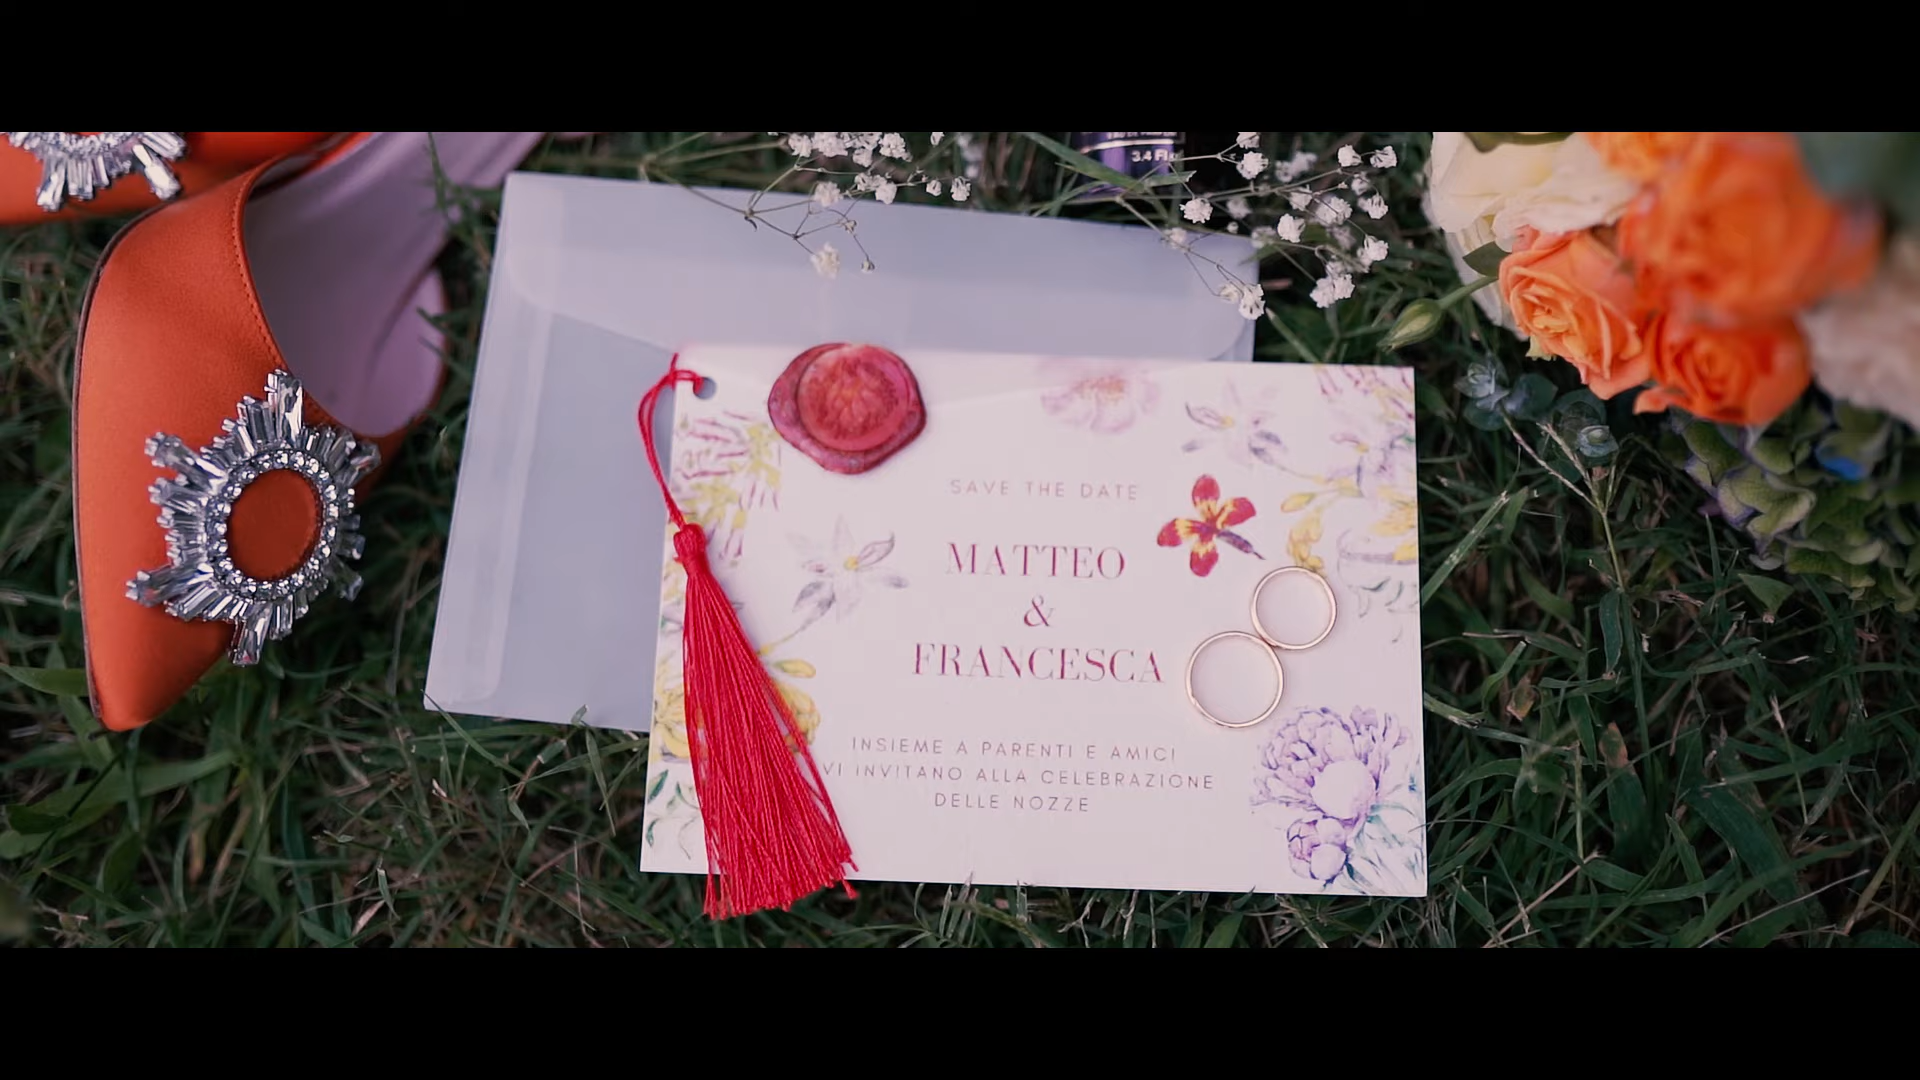 3.4 Fl
SAVE THE DATE
MATTEO
&
FRANCESCA
INSIEME A PARENTI E AMICI
VI INVITANO ALLA CELEBRAZIONE
DELLE NOZZE